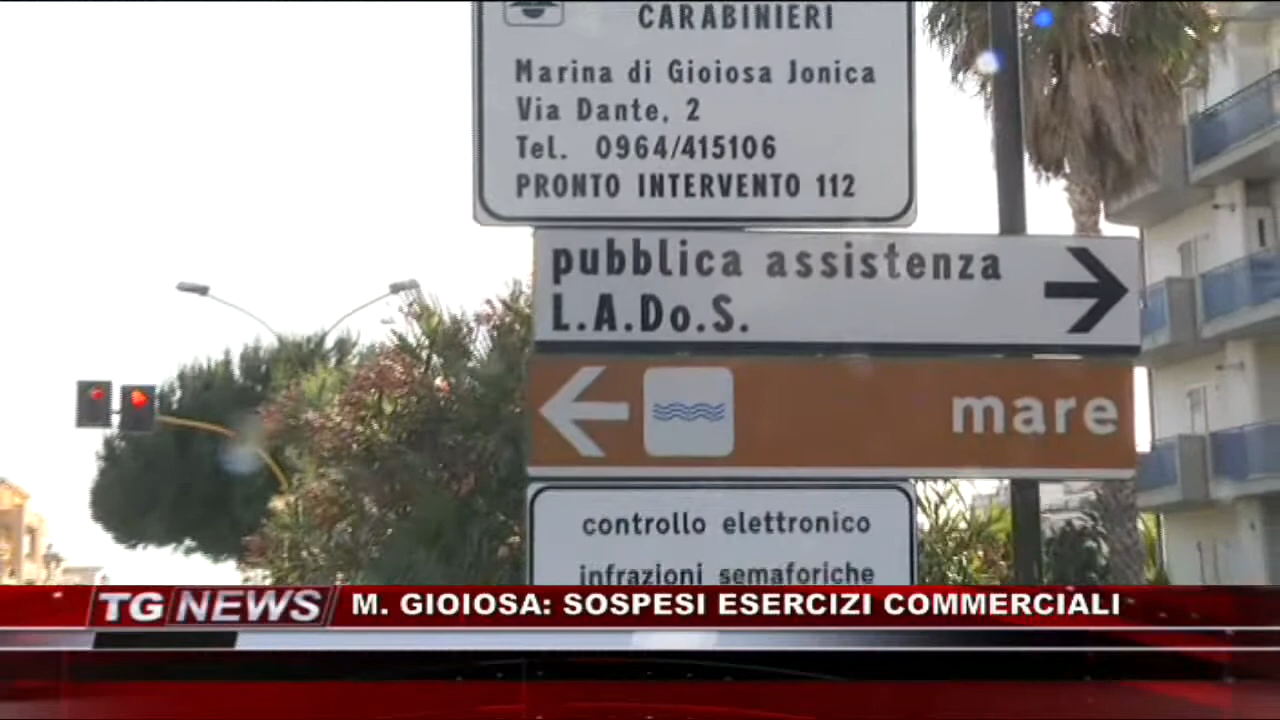 CARABINIERI
Marina di Gioiosa Jonica
Via Dante, 2
Tel. 0964/415106
PRONTO INTERVENTO 112
pubblica assistenza
L.A.Do.S.
mare
controllo elettronico
infrazioni semaforiche
TG NEWS M. GIOIOSA: SOSPESI ESERCIZI COMMERCIALI